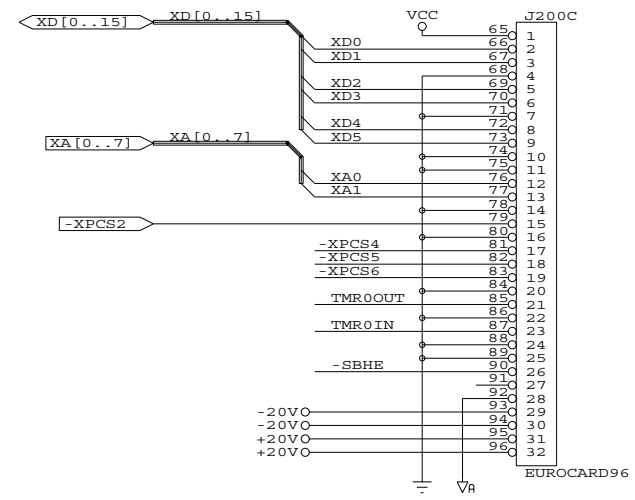 XD[0..15] XD[0..15] VCC J200C
65 1
XD0 66 2
XD1 67 3
68 4
XD2 69 5
XD3 70 6
71 7
XD4 72 8
XD5 73 9
XA[0..7] XA[0..7] 74 10
75 11
XA0 76 12
XA1 77 13
78 14
-XPCS2 79 15
80 16
-XPCS4 81 17
-XPCS5 82 18
-XPCS6 83 19
84 20
TMR0OUT 85 21
86 22
TMR0IN 87 23
88 24
89 25
-SBHE 90 26
91 27
92 28
-20V 93 29
-20V 94 30
+20V 95 31
+20V 96 32
A EUROCARD96